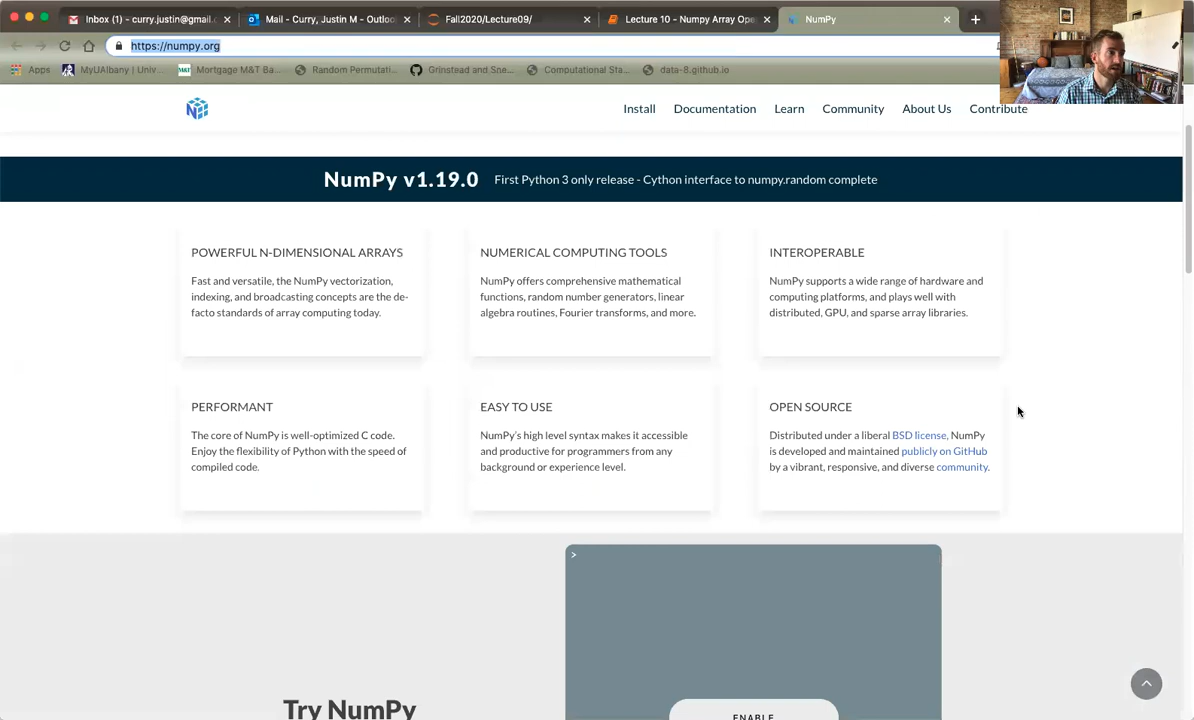 Inbox (1) - curry.justin@gmail.
Mail - Curry, Justin M - Outloo
Fall2020/Lecture09/
Lecture 10 - Numpy Array Ope
NumPy
https://numpy.org
Apps
MyUAlbany | Univ...
M&T
Mortgage M&T Ba...
Random Permutati...
Grinstead and Sne...
Computational Sta...
data-8.github.io
Install
Documentation
Learn
Community
About Us
Contribute
NumPy v1.19.0 First Python 3 only release - Cython interface to numpy.random complete
POWERFUL N-DIMENSIONAL ARRAYS
Fast and versatile, the NumPy vectorization,
indexing, and broadcasting concepts are the de-
facto standards of array computing today.
NUMERICAL COMPUTING TOOLS
NumPy offers comprehensive mathematical
functions, random number generators, linear
algebra routines, Fourier transforms, and more.
INTEROPERABLE
NumPy supports a wide range of hardware and
computing platforms, and plays well with
distributed, GPU, and sparse array libraries.
PERFORMANT
The core of NumPy is well-optimized C code.
Enjoy the flexibility of Python with the speed of
compiled code.
EASY TO USE
NumPy's high level syntax makes it accessible
and productive for programmers from any
background or experience level.
OPEN SOURCE
Distributed under a liberal BSD license, NumPy
is developed and maintained publicly on GitHub
by a vibrant, responsive, and diverse community.
>
Try NumPy
ENABLE